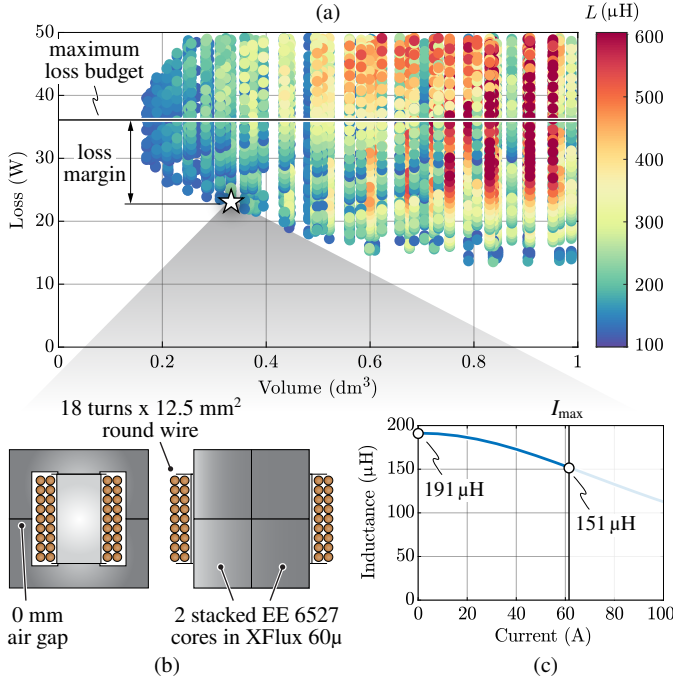 (a)
L (μH)
maximum
loss budget
loss
margin
Loss (W)
50
40
30
20
10
0
0
0.2
0.4
0.6
0.8
1
Volume (dm³)
600
500
400
300
200
100
18 turns x 12.5 mm²
round wire
0 mm
air gap
2 stacked EE 6527
cores in XFlux 60μ
(b)
I_max
Inductance (μH)
200
150
100
50
0
191 μH
151 μH
0
20
40
60
80
100
Current (A)
(c)